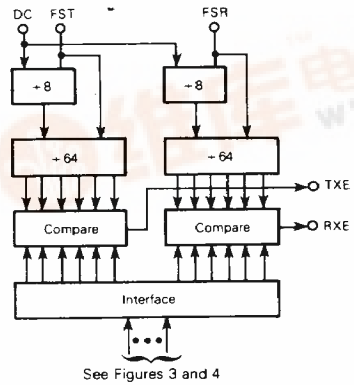 DC FST FSR
÷8 ÷8
÷64 ÷64
TXE
Compare Compare RXE
Interface
See Figures 3 and 4